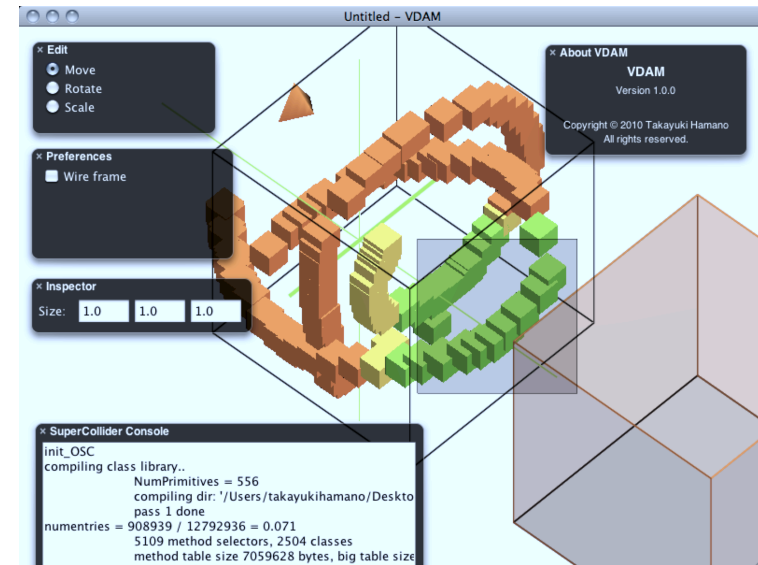 Untitled – VDAM
× Edit
Move
Rotate
Scale
× About VDAM
VDAM
Version 1.0.0
Copyright © 2010 Takayuki Hamano
All rights reserved.
× Preferences
Wire frame
× Inspector
Size: 1.0 1.0 1.0
× SuperCollider Console
init_OSC
compiling class library..
NumPrimitives = 556
compiling dir: '/Users/takayukihamano/Deskto
pass 1 done
numentries = 908939 / 12792936 = 0.071
5109 method selectors, 2504 classes
method table size 7059628 bytes, big table size